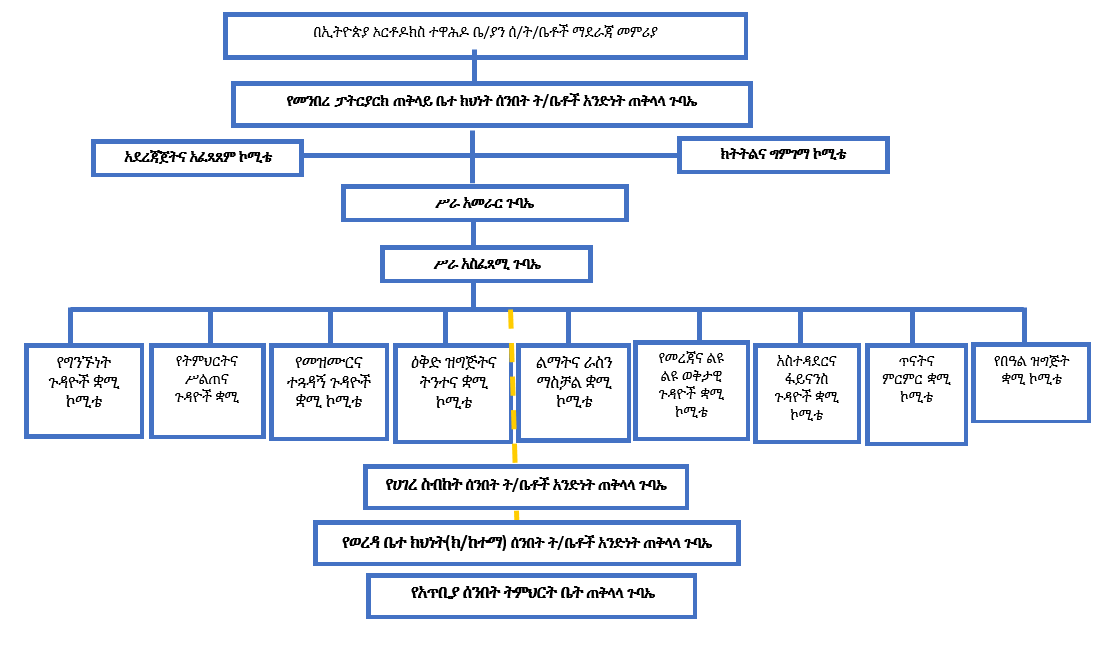 በኢትዮጵያ ኦርቶዶክስ ተዋሕዶ ቤ/ያን ሰ/ት/ቤቶች ማደራጃ መምሪያ
የመንበረ ፓትርያርክ ጠቅላይ ቤተ ክህነት ሰንበት ት/ቤቶች አንድነት ጠቅላላ ጉባኤ
አደረጃጀትና አፈጻጸም ኮሚቴ
ክትትልና ግምገማ ኮሚቴ
ሥራ አመራር ጉባኤ
ሥራ አስፈጻሚ ጉባኤ
የግንኙነት
ጉዳዮች ቋሚ
ኮሚቴ
የትምህርትና
ሥልጠና
ጉዳዮች ቋሚ
የመዝሙርና
ተጓዳኝ ጉዳዮች
ቋሚ ኮሚቴ
ዕቅድ ዝግጅትና
ትንተና ቋሚ
ኮሚቴ
ልማትና ራስን
ማስቻል ቋሚ
ኮሚቴ
የመረጃና ልዩ
ልዩ ወቅታዊ
ጉዳዮች ቋሚ
ኮሚቴ
አስተዳደርና
ፋይናንስ
ጉዳዮች ቋሚ
ኮሚቴ
ጥናትና
ምርምር ቋሚ
ኮሚቴ
የበዓል ዝግጅት
ቋሚ ኮሚቴ
የሀገረ ስብከት ሰንበት ት/ቤቶች አንድነት ጠቅላላ ጉባኤ
የወረዳ ቤተ ክህነት(ክ/ከተማ) ሰንበት ት/ቤቶች አንድነት ጠቅላላ ጉባኤ
የአጥቢያ ሰንበት ትምህርት ቤት ጠቅላላ ጉባኤ